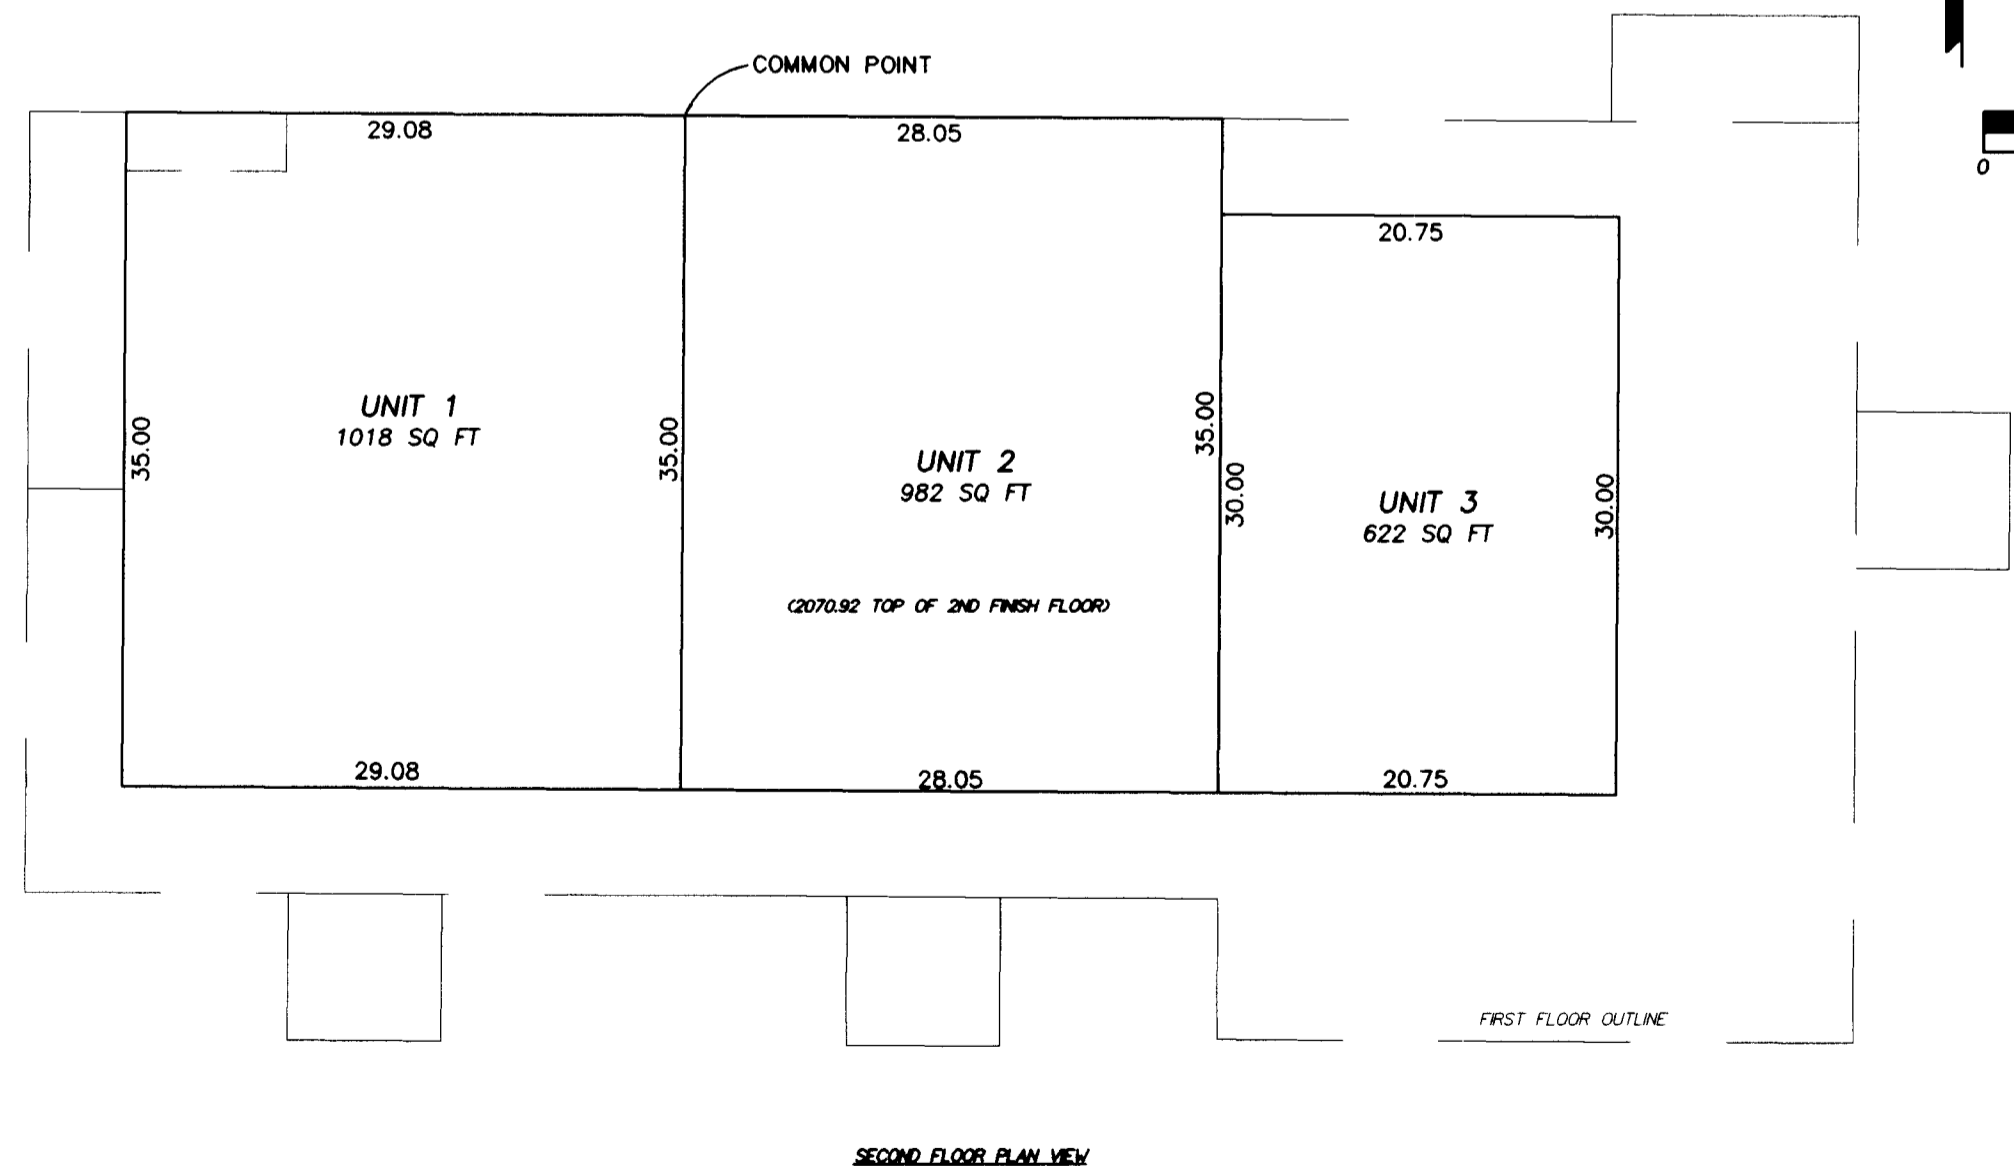 COMMON POINT
29.08
28.05
0
20.75
UNIT 1
1018 SQ FT
35.00
35.00
35.00
UNIT 2
982 SQ FT
30.00
UNIT 3
622 SQ FT
30.00
(2070.92 TOP OF 2ND FINISH FLOOR)
29.08
28.05
20.75
FIRST FLOOR OUTLINE
SECOND FLOOR PLAN VIEW